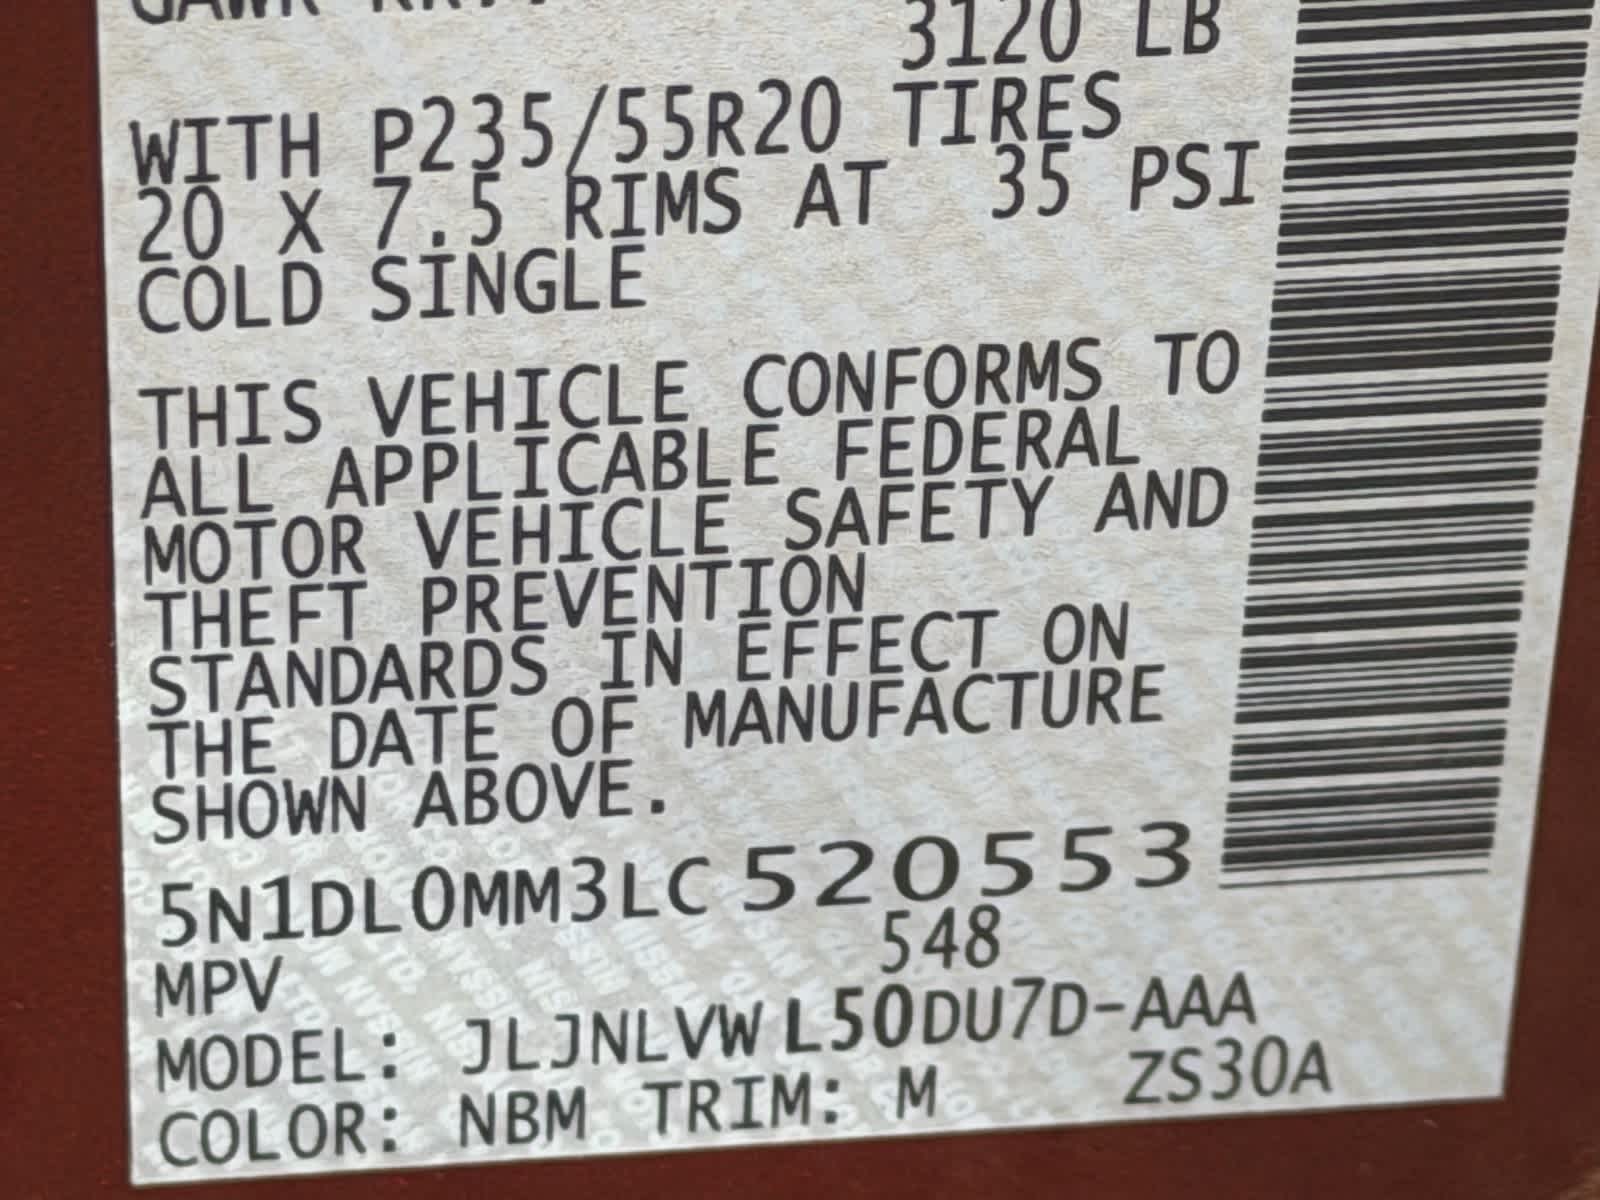 GAWR RR:
3120 LB
WITH P235/55R20 TIRES
20 X 7.5 RIMS AT 35 PSI
COLD SINGLE
THIS VEHICLE CONFORMS TO
ALL APPLICABLE FEDERAL
MOTOR VEHICLE SAFETY AND
THEFT PREVENTION
STANDARDS IN EFFECT ON
THE DATE OF MANUFACTURE
SHOWN ABOVE.
5N1DL0MM3LC520553
548
MPV
MODEL: JLJNLVWL50DU7D-AAA
COLOR: NBM TRIM: M ZS30A